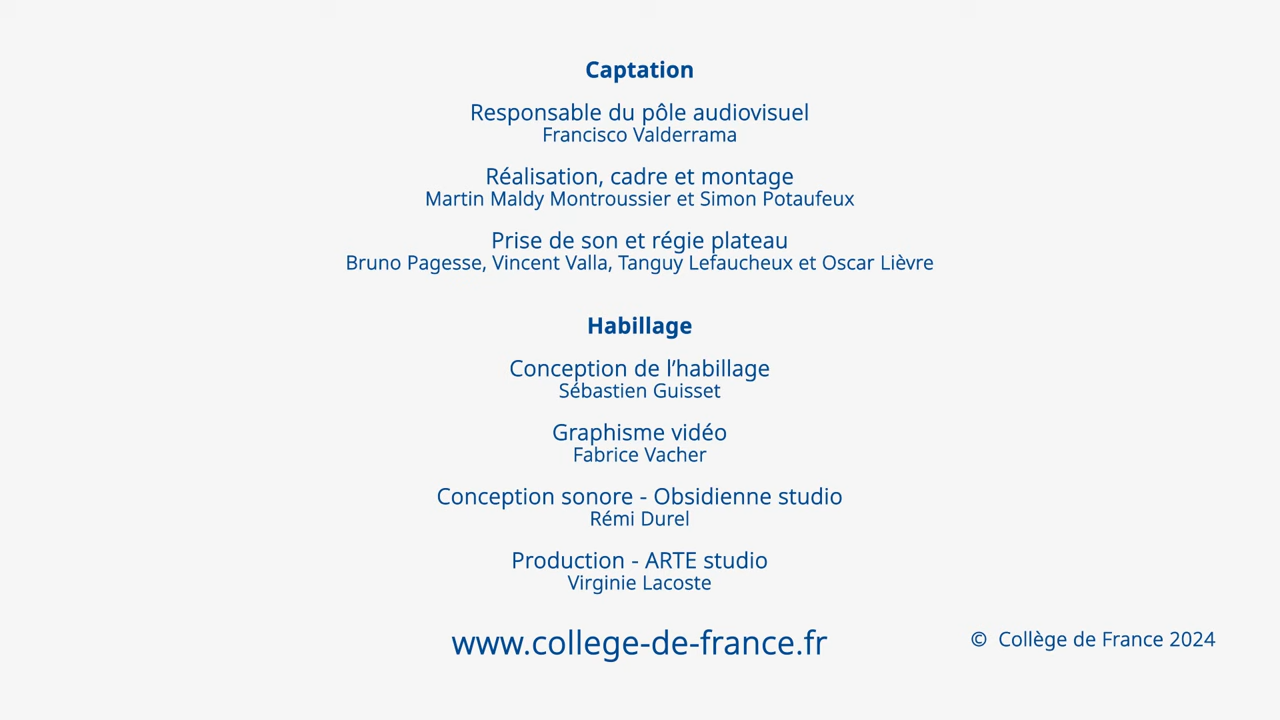 Captation
Responsable du pôle audiovisuel
Francisco Valderrama
Réalisation, cadre et montage
Martin Maldy Montroussier et Simon Potaufeux
Prise de son et régie plateau
Bruno Pagesse, Vincent Valla, Tanguy Lefaucheux et Oscar Lièvre
Habillage
Conception de l’habillage
Sébastien Guisset
Graphisme vidéo
Fabrice Vacher
Conception sonore - Obsidienne studio
Rémi Durel
Production - ARTE studio
Virginie Lacoste
www.college-de-france.fr
© Collège de France 2024